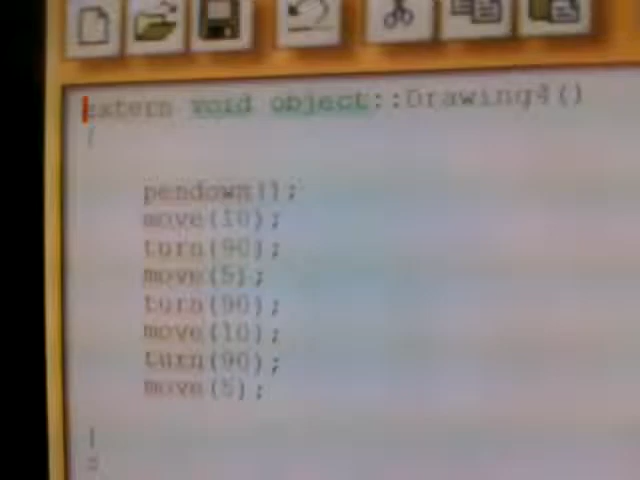 extern void object::Drawing4()
{
pendown();
move(10);
turn(90);
move(5);
turn(90);
move(10);
turn(90);
move(5);
}